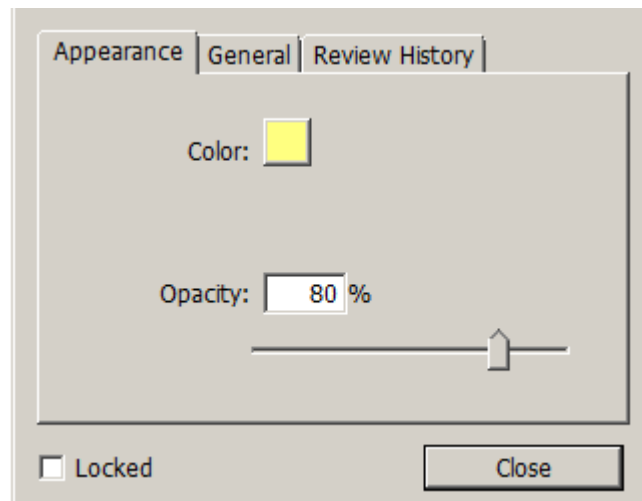 Appearance General Review History
Color:
Opacity: 80 %
Locked Close